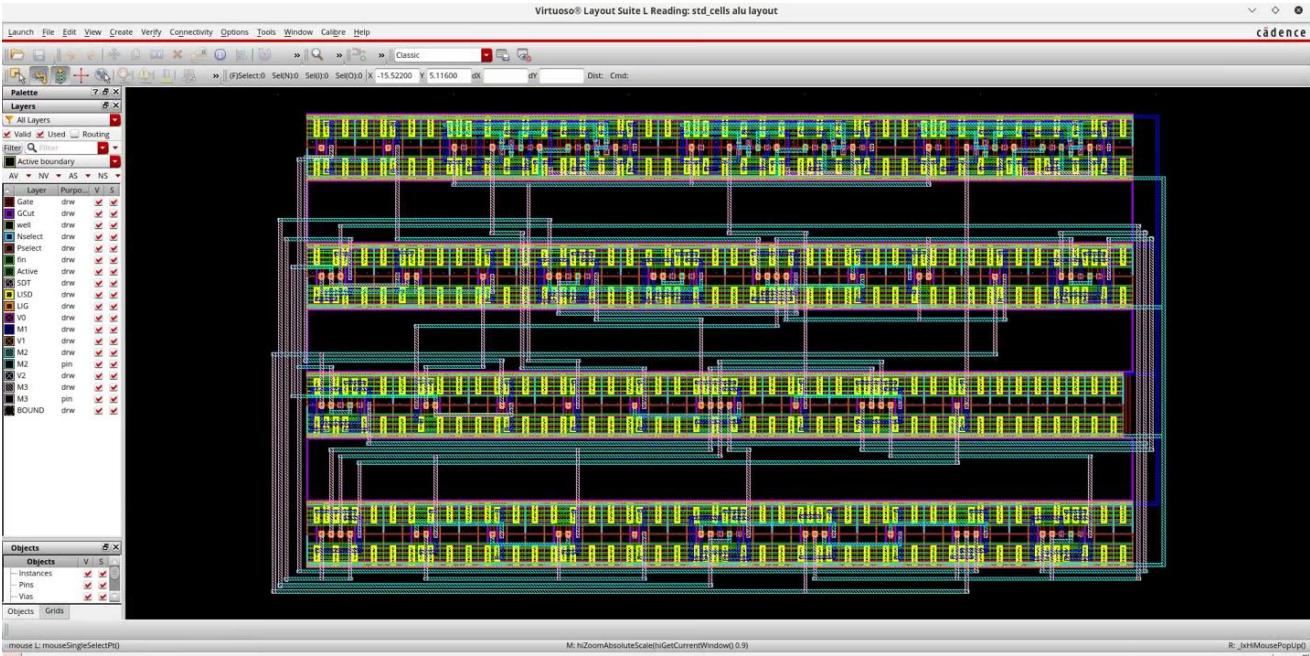 Virtuoso® Layout Suite L Reading: std_cells alu layout
Launch File Edit View Create Verify Connectivity Options Tools Window Calibre Help
cādence
Classic
(F)Select:0 Sel(N):0 Sel(I):0 Sel(O):0 X -15.52200 Y 5.11600 dX dY Dist: Cmd:
Palette
Layers
All Layers
Valid Used Routing
Filter Filter
Active boundary
AV NV AS NS
Layer Purpo... V S
Gate drw
GCut drw
well drw
Nselect drw
Pselect drw
fin drw
Active drw
SDT drw
LISD drw
LIG drw
V0 drw
M1 drw
V1 drw
M2 drw
M2 pin
V2 drw
M3 drw
M3 pin
BOUND drw
Objects
Objects V S
Instances
Pins
Vias
Objects Grids
mouse L: mouseSingleSelectPt() M: hiZoomAbsoluteScale(hiGetCurrentWindow() 0.9) R: _lxHiMousePopUp()